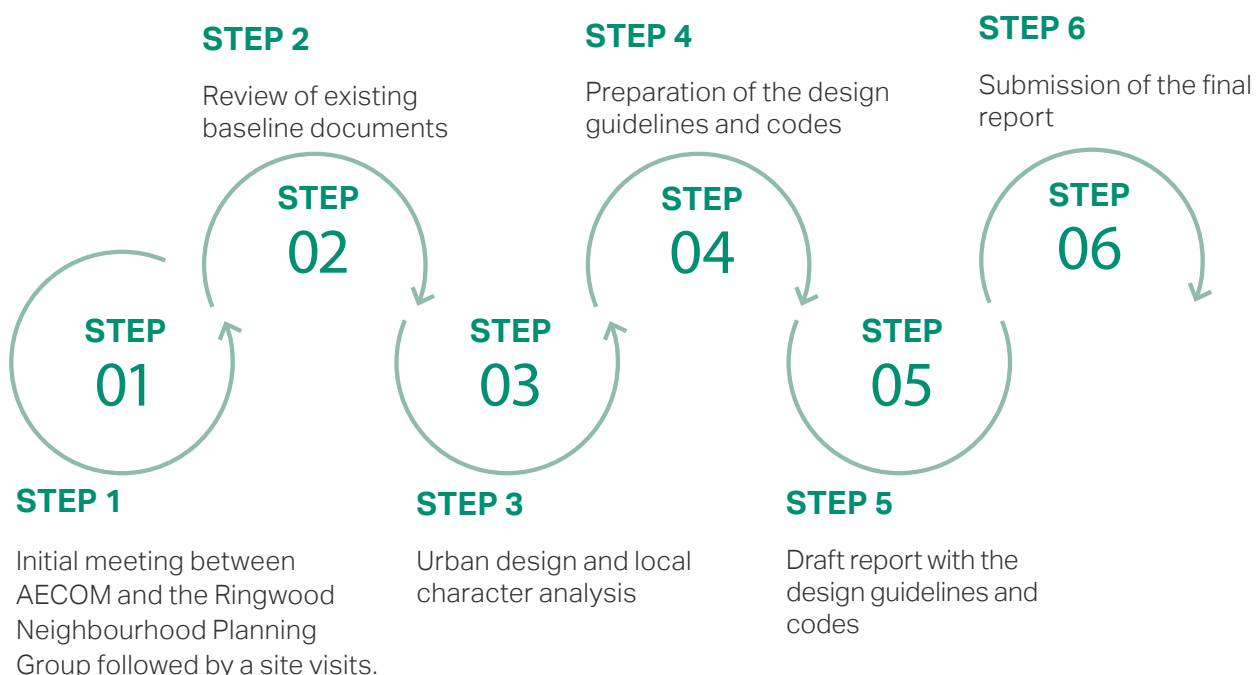 STEP 2
Review of existing
baseline documents
STEP 4
Preparation of the design
guidelines and codes
STEP 6
Submission of the final
report
STEP
02
STEP
04
STEP
06
STEP
01
STEP
03
STEP
05
STEP 1
Initial meeting between
AECOM and the Ringwood
Neighbourhood Planning
Group followed by a site visits.
STEP 3
Urban design and local
character analysis
STEP 5
Draft report with the
design guidelines and
codes